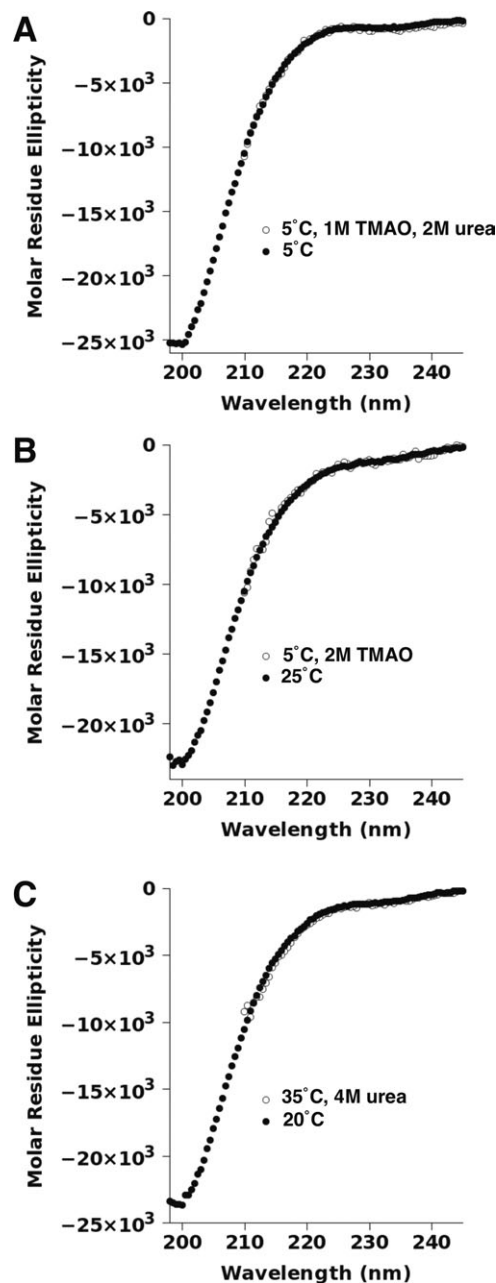 A
Molar Residue Ellipticity
0
−5×10³
−10×10³
−15×10³
−20×10³
−25×10³
5˚C, 1M TMAO, 2M urea
5˚C
200 210 220 230 240
Wavelength (nm)
B
Molar Residue Ellipticity
0
−5×10³
−10×10³
−15×10³
−20×10³
5˚C, 2M TMAO
25˚C
200 210 220 230 240
Wavelength (nm)
C
Molar Residue Ellipticity
0
−5×10³
−10×10³
−15×10³
−20×10³
−25×10³
35˚C, 4M urea
20˚C
200 210 220 230 240
Wavelength (nm)